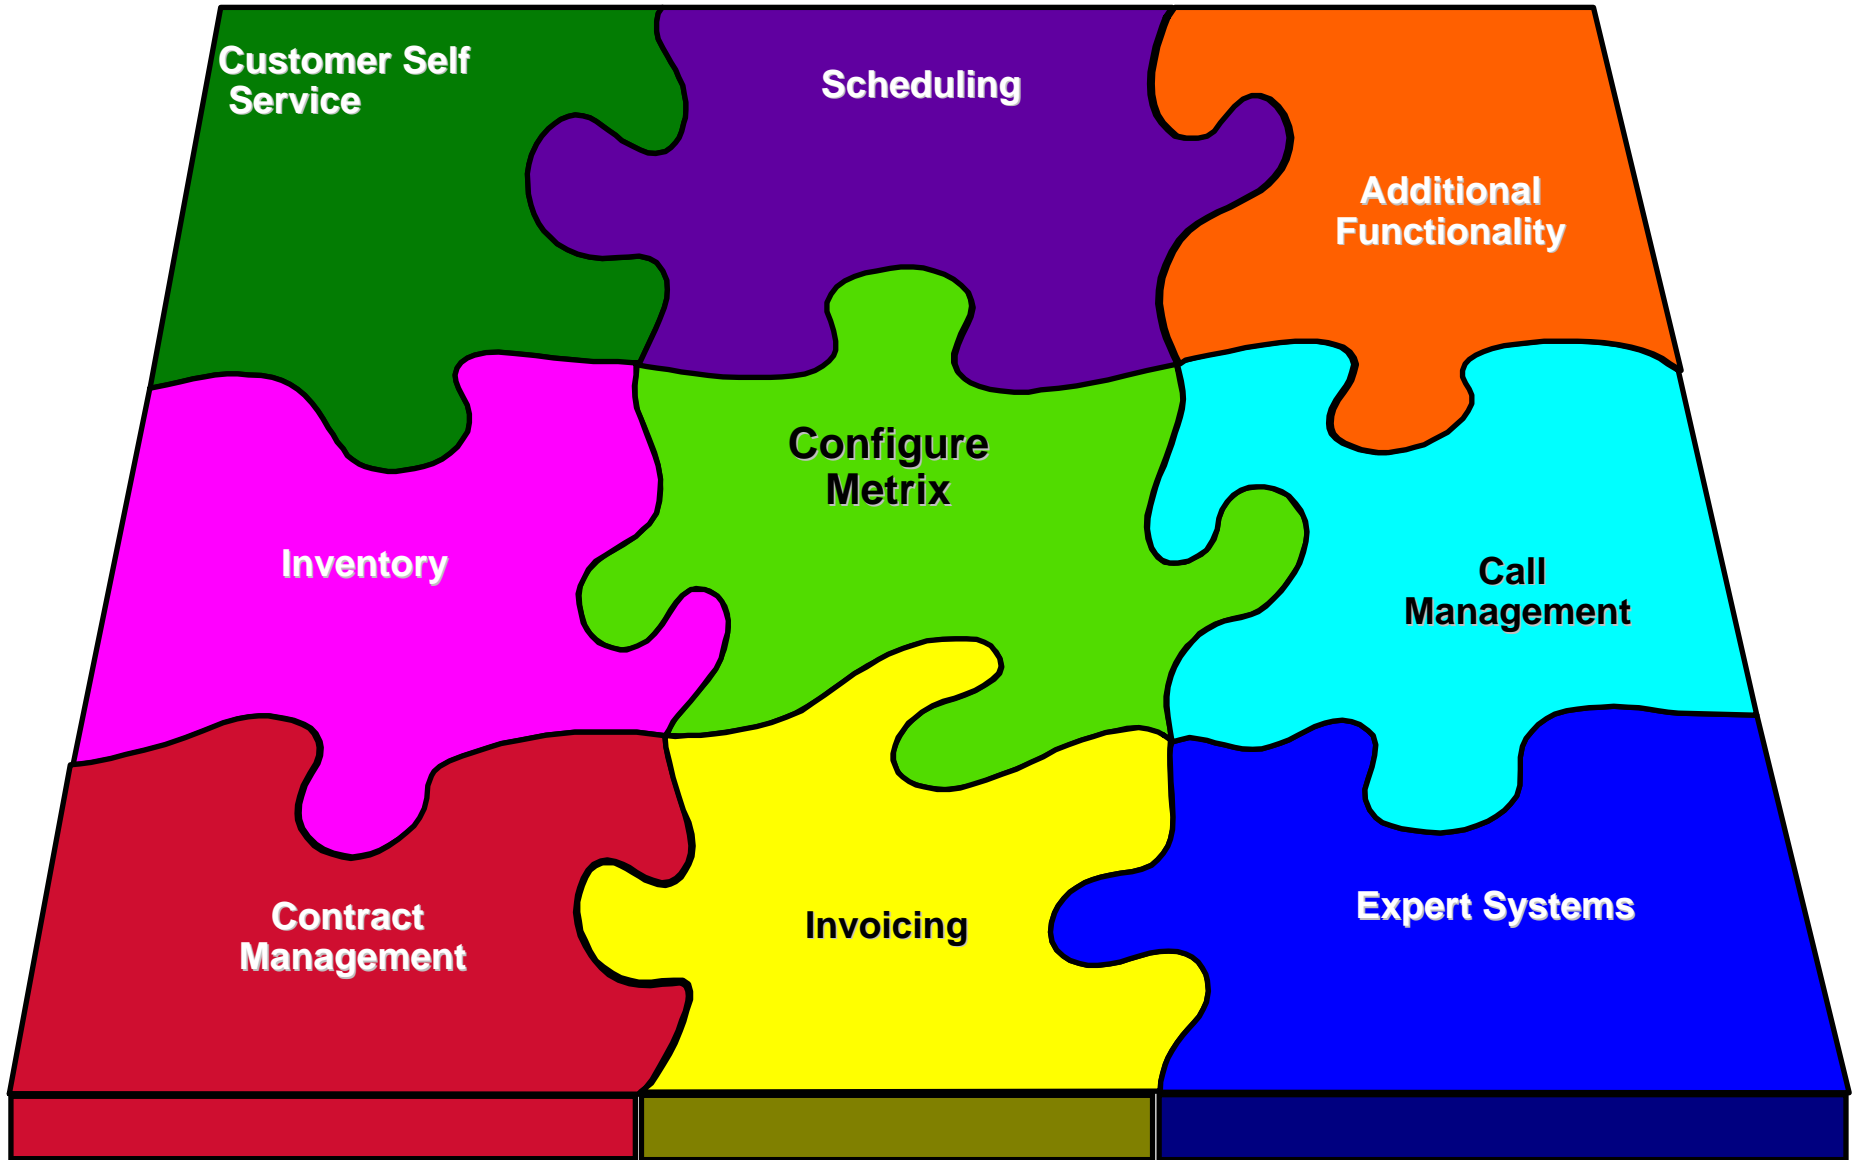 Customer Self
Service
Scheduling
Additional
Functionality
Configure
Metrix
Inventory
Call
Management
Contract
Management
Invoicing
Expert Systems